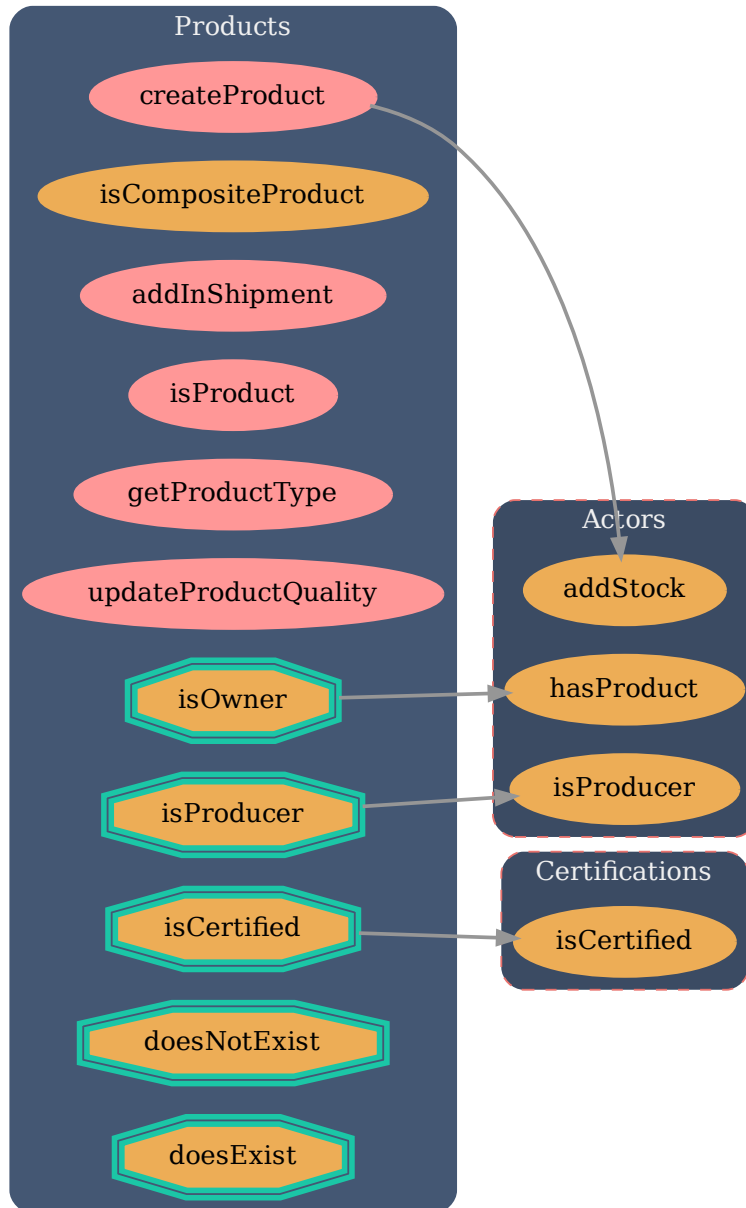 Products
createProduct
isCompositeProduct
addInShipment
isProduct
getProductType
updateProductQuality
isOwner
isProducer
isCertified
doesNotExist
doesExist
Actors
addStock
hasProduct
isProducer
Certifications
isCertified